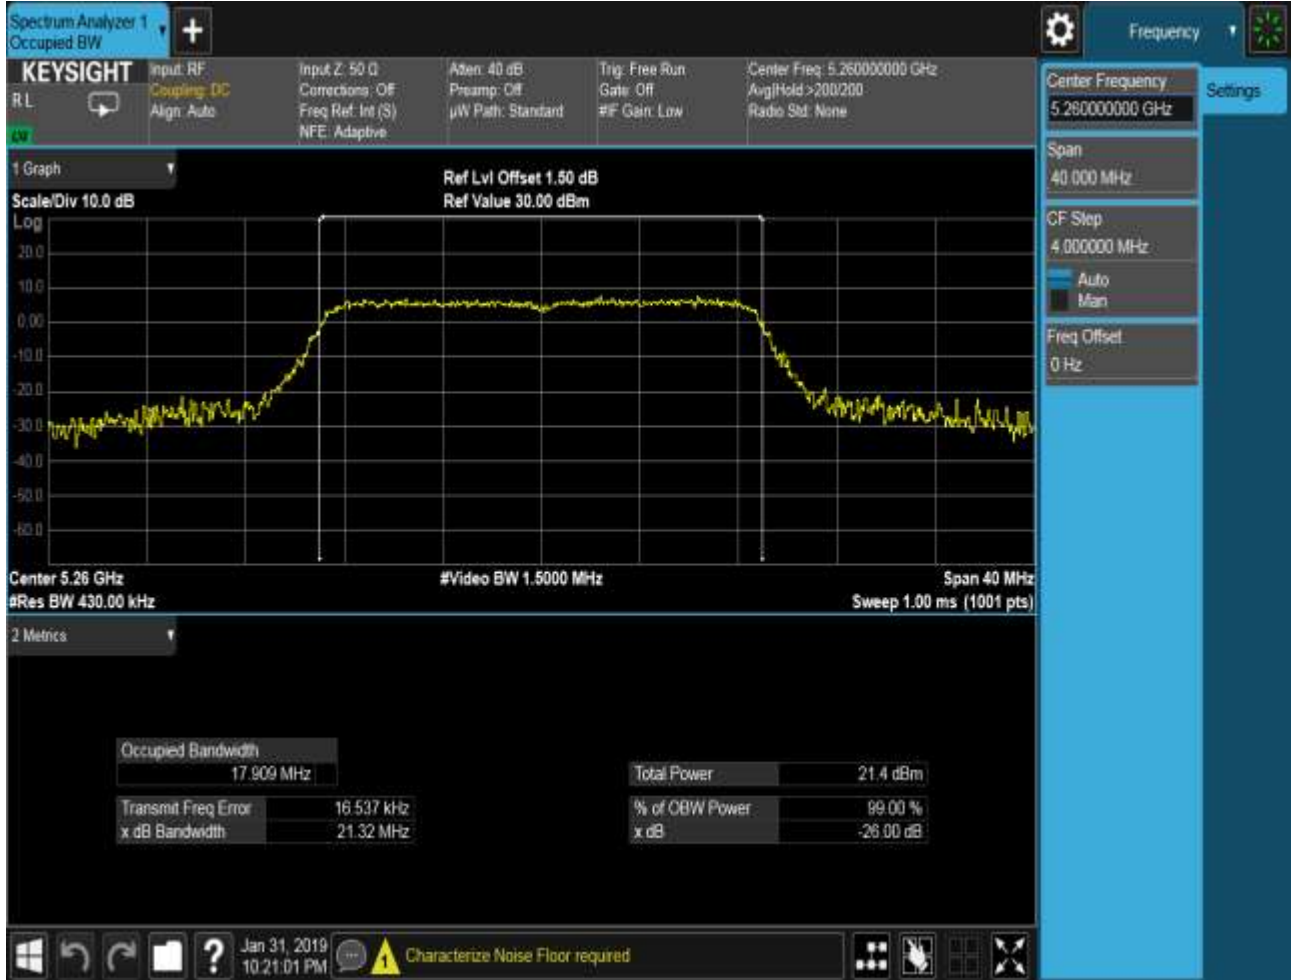 Spectrum Analyzer 1
Occupied BW
Frequency
KEYSIGHT
R L
Input: RF
Coupling: DC
Align: Auto
Input Z: 50 Ω
Corrections: Off
Freq Ref: Int (S)
NFE: Adaptive
Atten: 40 dB
Preamp: Off
µW Path: Standard
Trig: Free Run
Gate: Off
#IF Gain: Low
Center Freq: 5.260000000 GHz
Avg|Hold:>200/200
Radio Std: None
Center Frequency
5.260000000 GHz
Settings
Span
40.000 MHz
CF Step
4.000000 MHz
Auto
Man
Freq Offset
0 Hz
1 Graph
Scale/Div 10.0 dB
Ref Lvl Offset 1.50 dB
Ref Value 30.00 dBm
Log
20.0
10.0
0.00
-10.0
-20.0
-30.0
-40.0
-50.0
-60.0
Center 5.26 GHz
#Video BW 1.5000 MHz
Span 40 MHz
#Res BW 430.00 kHz
Sweep 1.00 ms (1001 pts)
2 Metrics
Occupied Bandwidth
17.909 MHz
Total Power 21.4 dBm
Transmit Freq Error 16.537 kHz
% of OBW Power 99.00 %
x dB Bandwidth 21.32 MHz
x dB -26.00 dB
?
Jan 31, 2019
10:21:01 PM
1
Characterize Noise Floor required